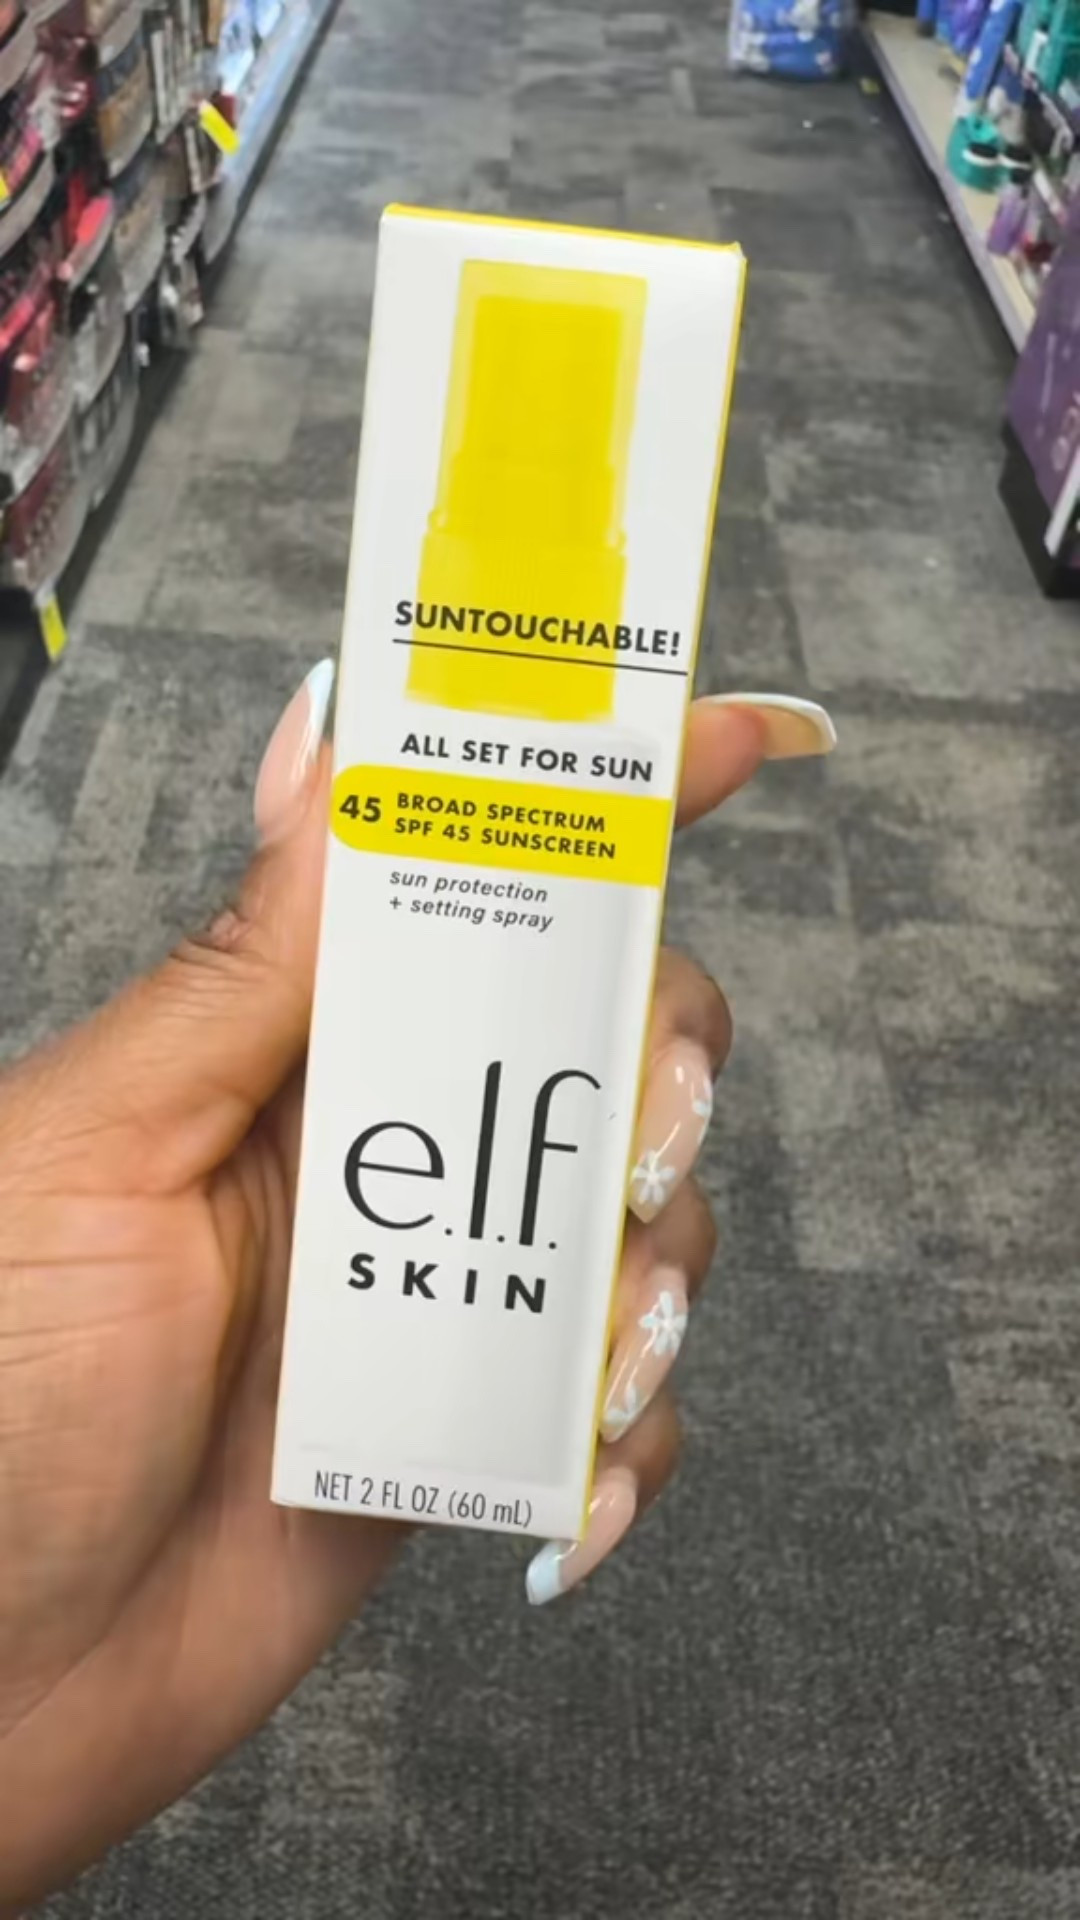 SUNTOUCHABLE!
ALL SET FOR SUN
45 BROAD SPECTRUM
SPF 45 SUNSCREEN
sun protection
+ setting spray
e.l.f.
SKIN
NET 2 FL OZ (60 mL)